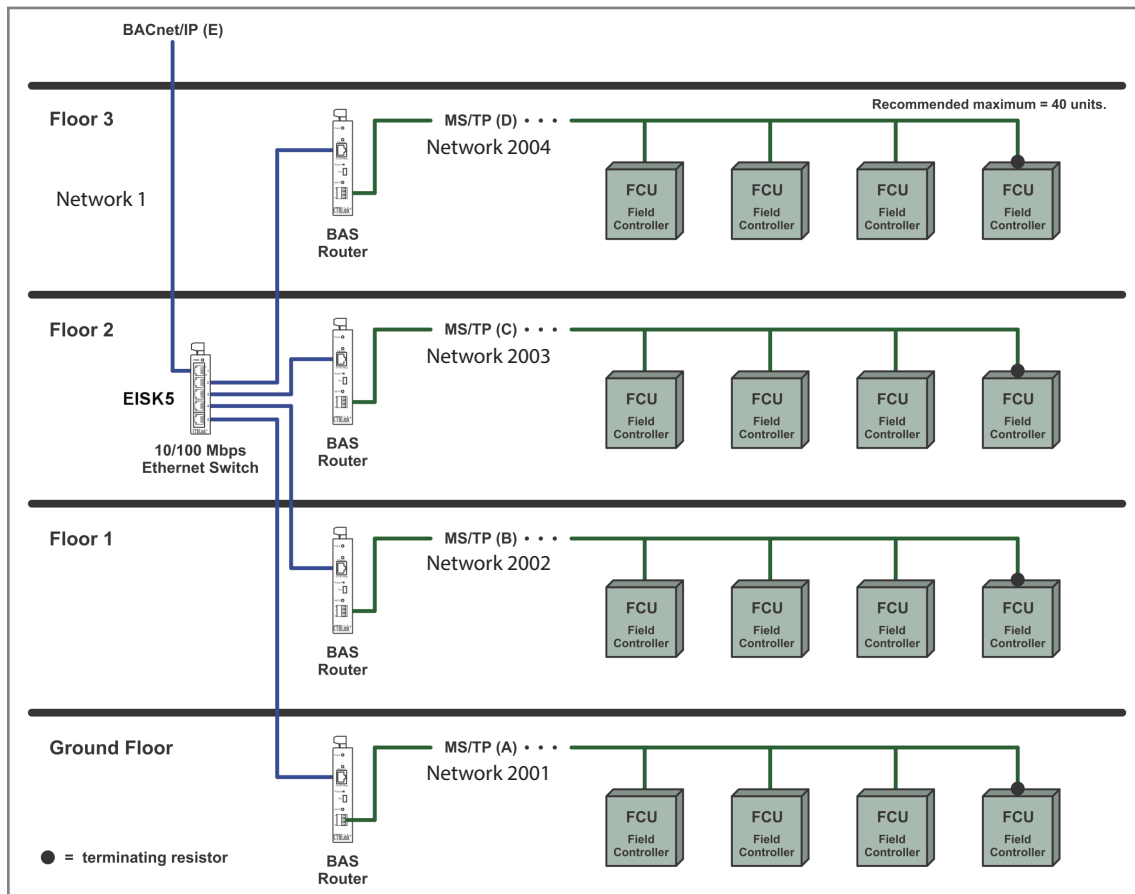 BACnet/IP (E)
Floor 3
Recommended maximum = 40 units.
MS/TP (D) · · ·
Network 2004
Network 1
FCU
Field
Controller
FCU
Field
Controller
FCU
Field
Controller
FCU
Field
Controller
BAS
Router
Floor 2
MS/TP (C) · · ·
Network 2003
EISK5
10/100 Mbps
Ethernet Switch
FCU
Field
Controller
FCU
Field
Controller
FCU
Field
Controller
FCU
Field
Controller
BAS
Router
Floor 1
MS/TP (B) · · ·
Network 2002
FCU
Field
Controller
FCU
Field
Controller
FCU
Field
Controller
FCU
Field
Controller
BAS
Router
Ground Floor
MS/TP (A) · · ·
Network 2001
FCU
Field
Controller
FCU
Field
Controller
FCU
Field
Controller
FCU
Field
Controller
BAS
Router
= terminating resistor